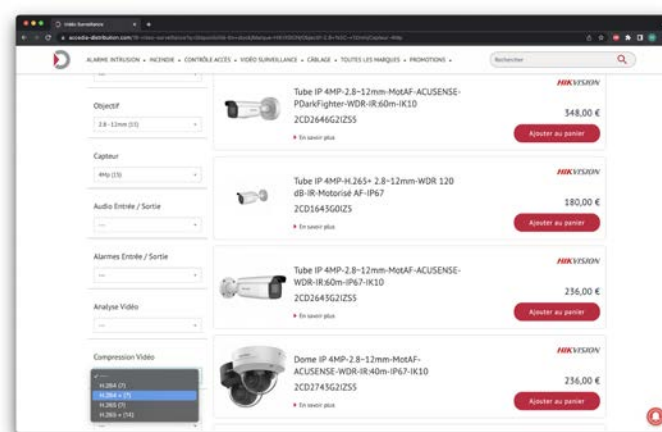 Vidéo Surveillance
ALARME INTRUSION
INCENDIE
CONTRÔLE ACCÈS
VIDÉO SURVEILLANCE
CÂBLAGE
TOUTES LES MARQUES
PROMOTIONS
Rechercher
---
Objectif
2.8 - 12mm (15)
Capteur
4Mp (15)
Audio Entrée / Sortie
---
Alarmes Entrée / Sortie
---
Analyse Vidéo
---
Compression Vidéo
✓ ---
H.264 (7)
H.264 + (7)
H.265 (7)
H.265 + (14)
---
Tube IP 4MP-2.8~12mm-MotAF-ACUSENSE-
PDarkFighter-WDR-IR:60m-IK10
2CD2646G2IZS5
En savoir plus
HIKVISION
348,00 €
Ajouter au panier
Tube IP 4MP-H.265+ 2.8~12mm-WDR 120
dB-IR-Motorisé AF-IP67
2CD1643G0IZ5
En savoir plus
HIKVISION
180,00 €
Ajouter au panier
Tube IP 4MP-2.8~12mm-MotAF-ACUSENSE-
WDR-IR:60m-IP67-IK10
2CD2643G2IZS5
En savoir plus
HIKVISION
236,00 €
Ajouter au panier
Dome IP 4MP-2.8~12mm-MotAF-
ACUSENSE-WDR-IR:40m-IP67-IK10
2CD2743G2IZS5
En savoir plus
HIKVISION
236,00 €
Ajouter au panier